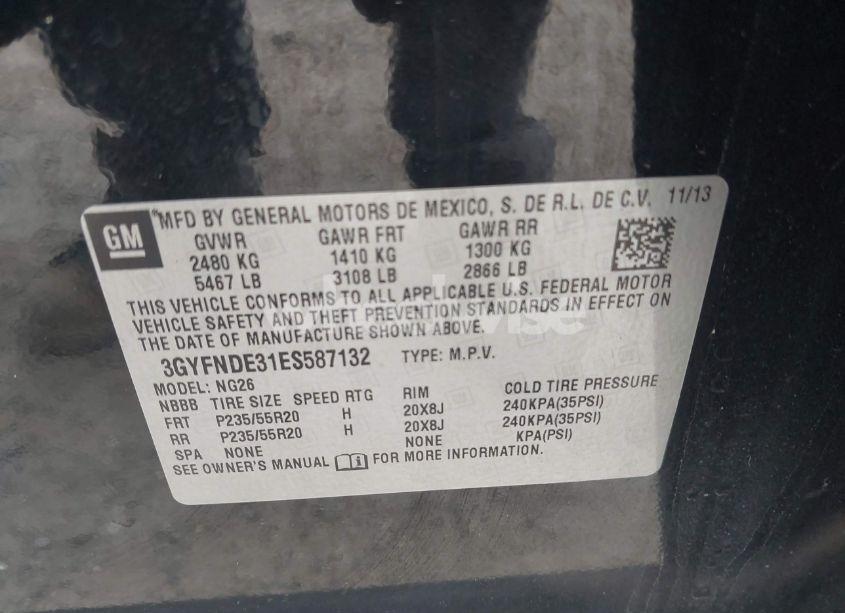 GM
MFD BY GENERAL MOTORS DE MEXICO, S. DE R.L. DE C.V. 11/13
GVWR GAWR FRT GAWR RR
2480 KG 1410 KG 1300 KG
5467 LB 3108 LB 2866 LB
THIS VEHICLE CONFORMS TO ALL APPLICABLE U.S. FEDERAL MOTOR
VEHICLE SAFETY AND THEFT PREVENTION STANDARDS IN EFFECT ON
THE DATE OF MANUFACTURE SHOWN ABOVE.
3GYFNDE31ES587132 TYPE: M.P.V.
MODEL: NG26
NBBB TIRE SIZE SPEED RTG RIM COLD TIRE PRESSURE
FRT P235/55R20 H 20X8J 240KPA(35PSI)
RR P235/55R20 H 20X8J 240KPA(35PSI)
SPA NONE NONE KPA(PSI)
SEE OWNER'S MANUAL FOR MORE INFORMATION.